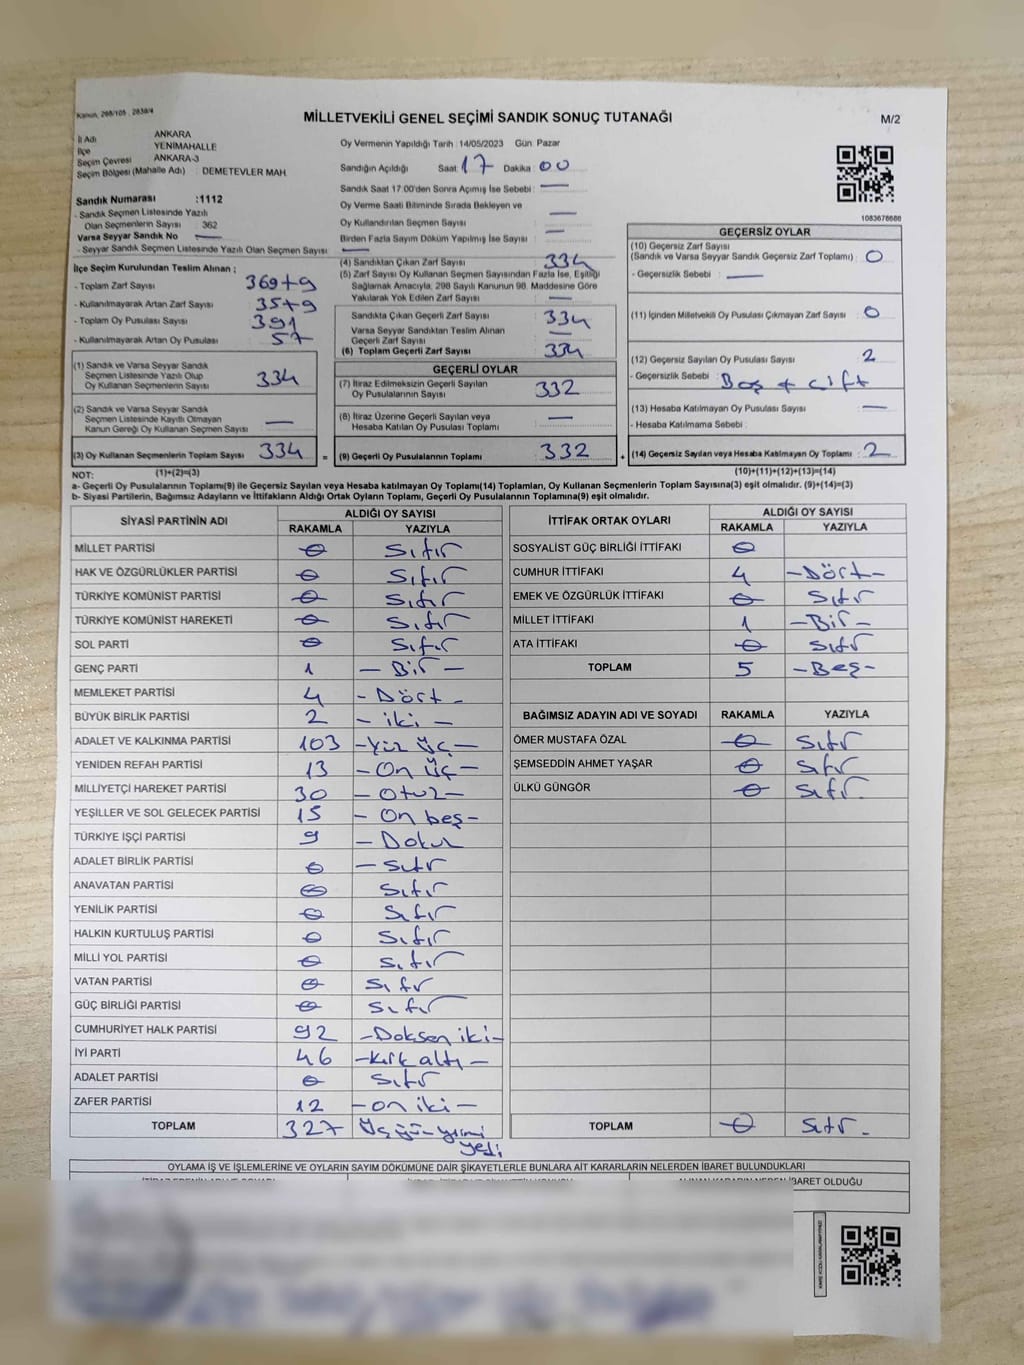 Kanun, 298/105 , 2839/4
MİLLETVEKİLİ GENEL SEÇİMİ SANDIK SONUÇ TUTANAĞI
M/2
İl Adı ANKARA
İlçe YENİMAHALLE
Seçim Çevresi ANKARA-3
Seçim Bölgesi (Mahalle Adı) : DEMETEVLER MAH.
Oy Vermenin Yapıldığı Tarih : 14/05/2023 Gün Pazar
Sandığın Açıldığı Saat 17 Dakika 00
Sandık Saat 17:00'den Sonra Açılmış İse Sebebi : —
Oy Verme Saati Bitiminde Sırada Bekleyen ve
Oy Kullandırılan Seçmen Sayısı —
Birden Fazla Sayım Döküm Yapılmış İse Sayısı : —
Sandık Numarası :1112
- Sandık Seçmen Listesinde Yazılı
Olan Seçmenlerin Sayısı : 362
Varsa Seyyar Sandık No —
- Seyyar Sandık Seçmen Listesinde Yazılı Olan Seçmen Sayısı : —
İlçe Seçim Kurulundan Teslim Alınan ;
- Toplam Zarf Sayısı 369+9
- Kullanılmayarak Artan Zarf Sayısı 35+9
- Toplam Oy Pusulası Sayısı 391
- Kullanılmayarak Artan Oy Pusulası 57
(1) Sandık ve Varsa Seyyar Sandık
Seçmen Listesinde Yazılı Olup
Oy Kullanan Seçmenlerin Sayısı 334
(2) Sandık ve Varsa Seyyar Sandık
Seçmen Listesinde Kayıtlı Olmayan
Kanun Gereği Oy Kullanan Seçmen Sayısı —
(3) Oy Kullanan Seçmenlerin Toplam Sayısı 334 =
(4) Sandıktan Çıkan Zarf Sayısı 334
(5) Zarf Sayısı Oy Kullanan Seçmen Sayısından Fazla İse, Eşitliği
Sağlamak Amacıyla, 298 Sayılı Kanunun 98. Maddesine Göre
Yakılarak Yok Edilen Zarf Sayısı —
Sandıkta Çıkan Geçerli Zarf Sayısı : 334
Varsa Seyyar Sandıktan Teslim Alınan
Geçerli Zarf Sayısı —
(6) Toplam Geçerli Zarf Sayısı 334
GEÇERLİ OYLAR
(7) İtiraz Edilmeksizin Geçerli Sayılan
Oy Pusulalarının Sayısı 332
(8) İtiraz Üzerine Geçerli Sayılan veya
Hesaba Katılan Oy Pusulası Toplamı —
(9) Geçerli Oy Pusulalarının Toplamı 332 +
1083678686
GEÇERSİZ OYLAR
(10) Geçersiz Zarf Sayısı
(Sandık ve Varsa Seyyar Sandık Geçersiz Zarf Toplamı) : 0
- Geçersizlik Sebebi : —
(11) İçinden Milletvekili Oy Pusulası Çıkmayan Zarf Sayısı : 0
(12) Geçersiz Sayılan Oy Pusulası Sayısı 2
- Geçersizlik Sebebi : Boş + çift
(13) Hesaba Katılmayan Oy Pusulası Sayısı —
- Hesaba Katılmama Sebebi :
(14) Geçersiz Sayılan veya Hesaba Katılmayan Oy Toplamı : 2
NOT: (1)+(2)=(3) (10)+(11)+(12)+(13)=(14)
a- Geçerli Oy Pusulalarının Toplamı(9) ile Geçersiz Sayılan veya Hesaba Katılmayan Oy Toplamı(14) Toplamları, Oy Kullanan Seçmenlerin Toplam Sayısına(3) eşit olmalıdır. (9)+(14)=(3)
b- Siyasi Partilerin, Bağımsız Adayların ve İttifakların Aldığı Ortak Oyların Toplamı, Geçerli Oy Pusulalarının Toplamına(9) eşit olmalıdır.
SİYASİ PARTİNİN ADI ALDIĞI OY SAYISI
RAKAMLA YAZIYLA
MİLLET PARTİSİ 0 Sıfır
HAK VE ÖZGÜRLÜKLER PARTİSİ 0 Sıfır
TÜRKİYE KOMÜNİST PARTİSİ 0 Sıfır
TÜRKİYE KOMÜNİST HAREKETİ 0 Sıfır
SOL PARTİ 0 Sıfır
GENÇ PARTİ 1 — Bir —
MEMLEKET PARTİSİ 4 - Dört -
BÜYÜK BİRLİK PARTİSİ 2 - iki -
ADALET VE KALKINMA PARTİSİ 103 - Yüz Üç -
YENİDEN REFAH PARTİSİ 13 - On Üç -
MİLLİYETÇİ HAREKET PARTİSİ 30 - Otuz -
YEŞİLLER VE SOL GELECEK PARTİSİ 15 - On beş -
TÜRKİYE İŞÇİ PARTİSİ 9 - Dokuz
ADALET BİRLİK PARTİSİ 0 - Sıfır
ANAVATAN PARTİSİ 0 Sıfır
YENİLİK PARTİSİ 0 Sıfır
HALKIN KURTULUŞ PARTİSİ 0 Sıfır
MİLLİ YOL PARTİSİ 0 Sıfır
VATAN PARTİSİ 0 Sıfır
GÜÇ BİRLİĞİ PARTİSİ 0 Sıfır
CUMHURİYET HALK PARTİSİ 92 - Doksan iki -
İYİ PARTİ 46 - Kırk altı -
ADALET PARTİSİ 0 Sıfır
ZAFER PARTİSİ 12 - on iki -
TOPLAM 327 Üç yüz yirmi
yedi
İTTİFAK ORTAK OYLARI ALDIĞI OY SAYISI
RAKAMLA YAZIYLA
SOSYALİST GÜÇ BİRLİĞİ İTTİFAKI 0
CUMHUR İTTİFAKI 4 - Dört -
EMEK VE ÖZGÜRLÜK İTTİFAKI 0 Sıfır
MİLLET İTTİFAKI 1 - Bir -
ATA İTTİFAKI 0 Sıfır
TOPLAM 5 - Beş -
BAĞIMSIZ ADAYIN ADI VE SOYADI RAKAMLA YAZIYLA
ÖMER MUSTAFA ÖZAL 0 Sıfır
ŞEMSEDDİN AHMET YAŞAR 0 Sıfır
ÜLKÜ GÜNGÖR 0 Sıfır
TOPLAM 0 Sıfır
OYLAMA İŞ VE İŞLEMLERİNE VE OYLARIN SAYIM DÖKÜMÜNE DAİR ŞİKAYETLERLE BUNLARA AİT KARARLARIN NELERDEN İBARET BULUNDUKLARI
İBARET OLDUĞU